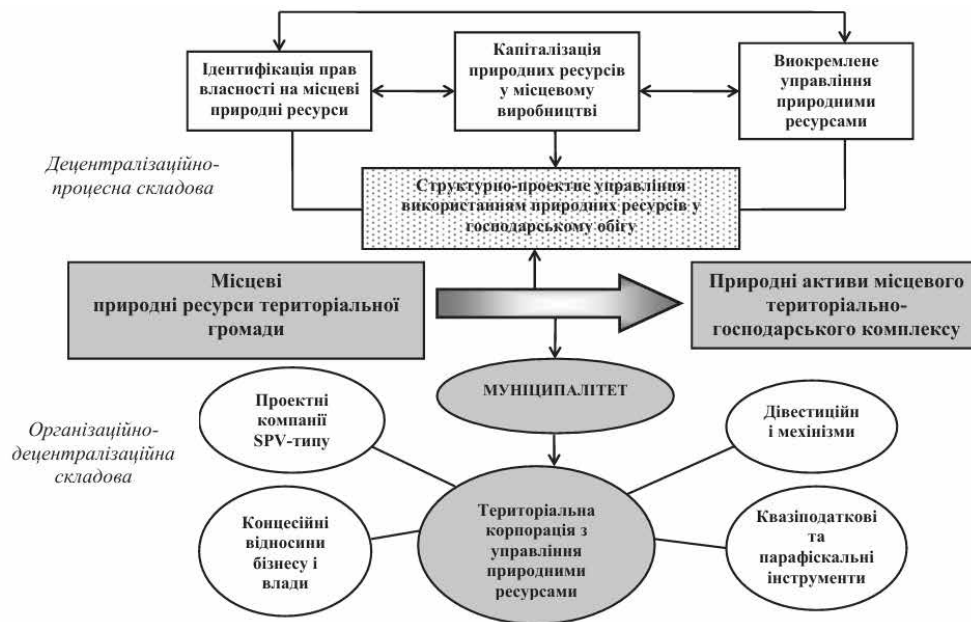 Ідентифікація прав
власності на місцеві
природні ресурси
Капіталізація
природних ресурсів
у місцевому
виробництві
Виокремлене
управління
природними
ресурсами
Децентралізаційно-
процесна складова
Структурно-проектне управління
використанням природних ресурсів у
господарському обігу
Місцеві
природні ресурси територіальної
громади
Природні активи місцевого
територіально-
господарського комплексу
МУНІЦИПАЛІТЕТ
Проектні
компанії
SPV-типу
Дівестиційн
і мехінізми
Організаційно-
децентралізаційна
складова
Територіальна
корпорація з
управління
природними
ресурсами
Концесійні
відносини
бізнесу і
влади
Квазіподаткові
та
парафіскальні
інструменти